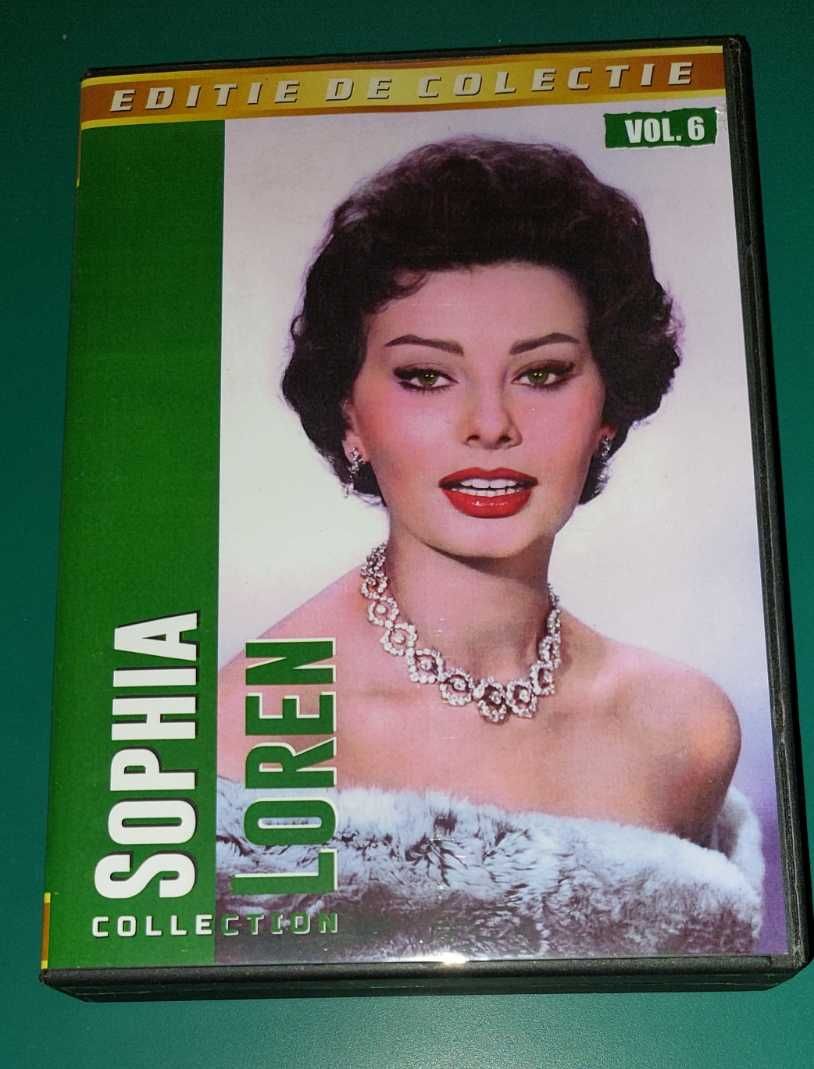 EDITIE DE COLECTIE
VOL. 6
SOPHIA
LOREN
COLLECTION